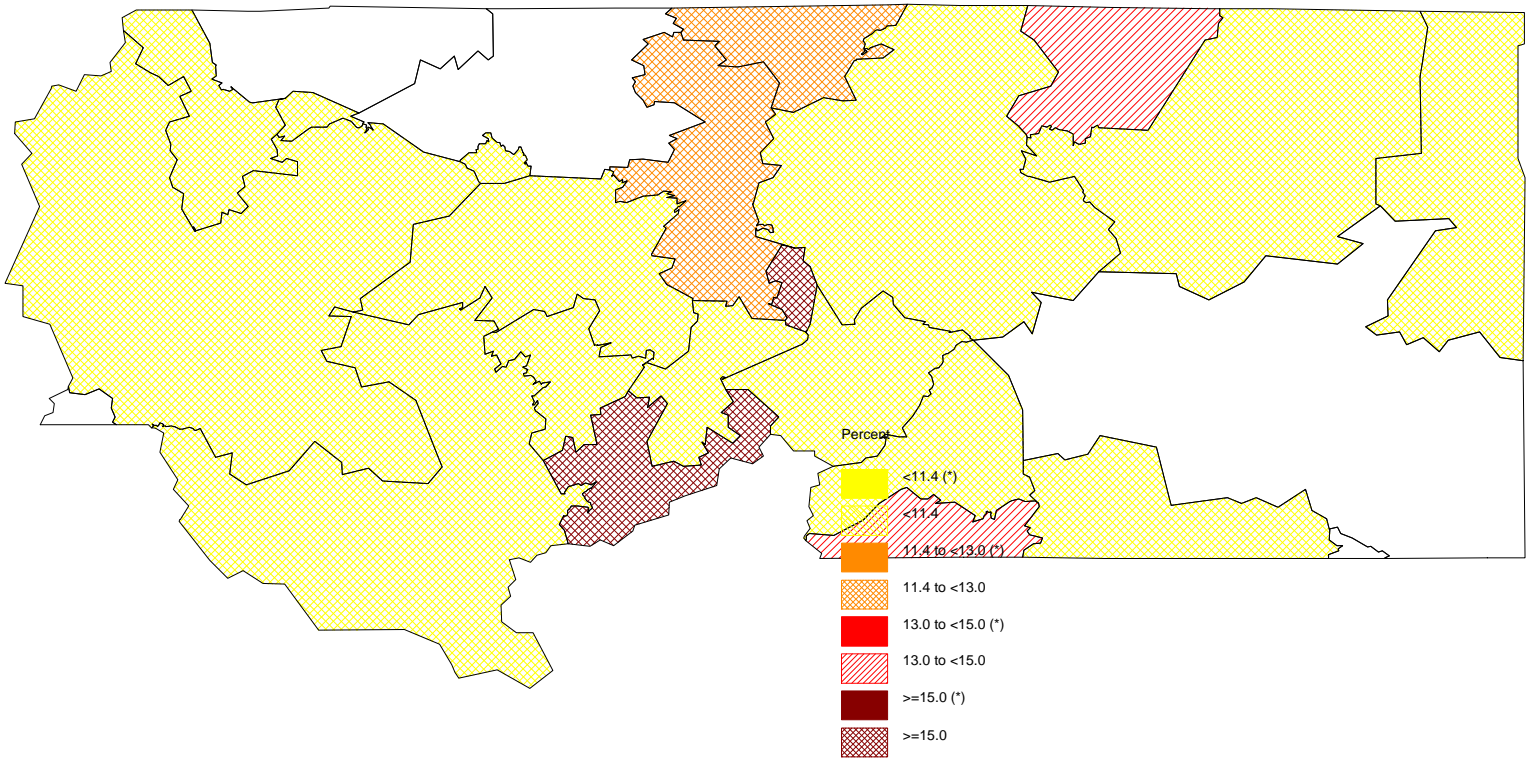 Percent
<11.4 (*)
<11.4
11.4 to <13.0 (*)
11.4 to <13.0
13.0 to <15.0 (*)
13.0 to <15.0
>=15.0 (*)
>=15.0